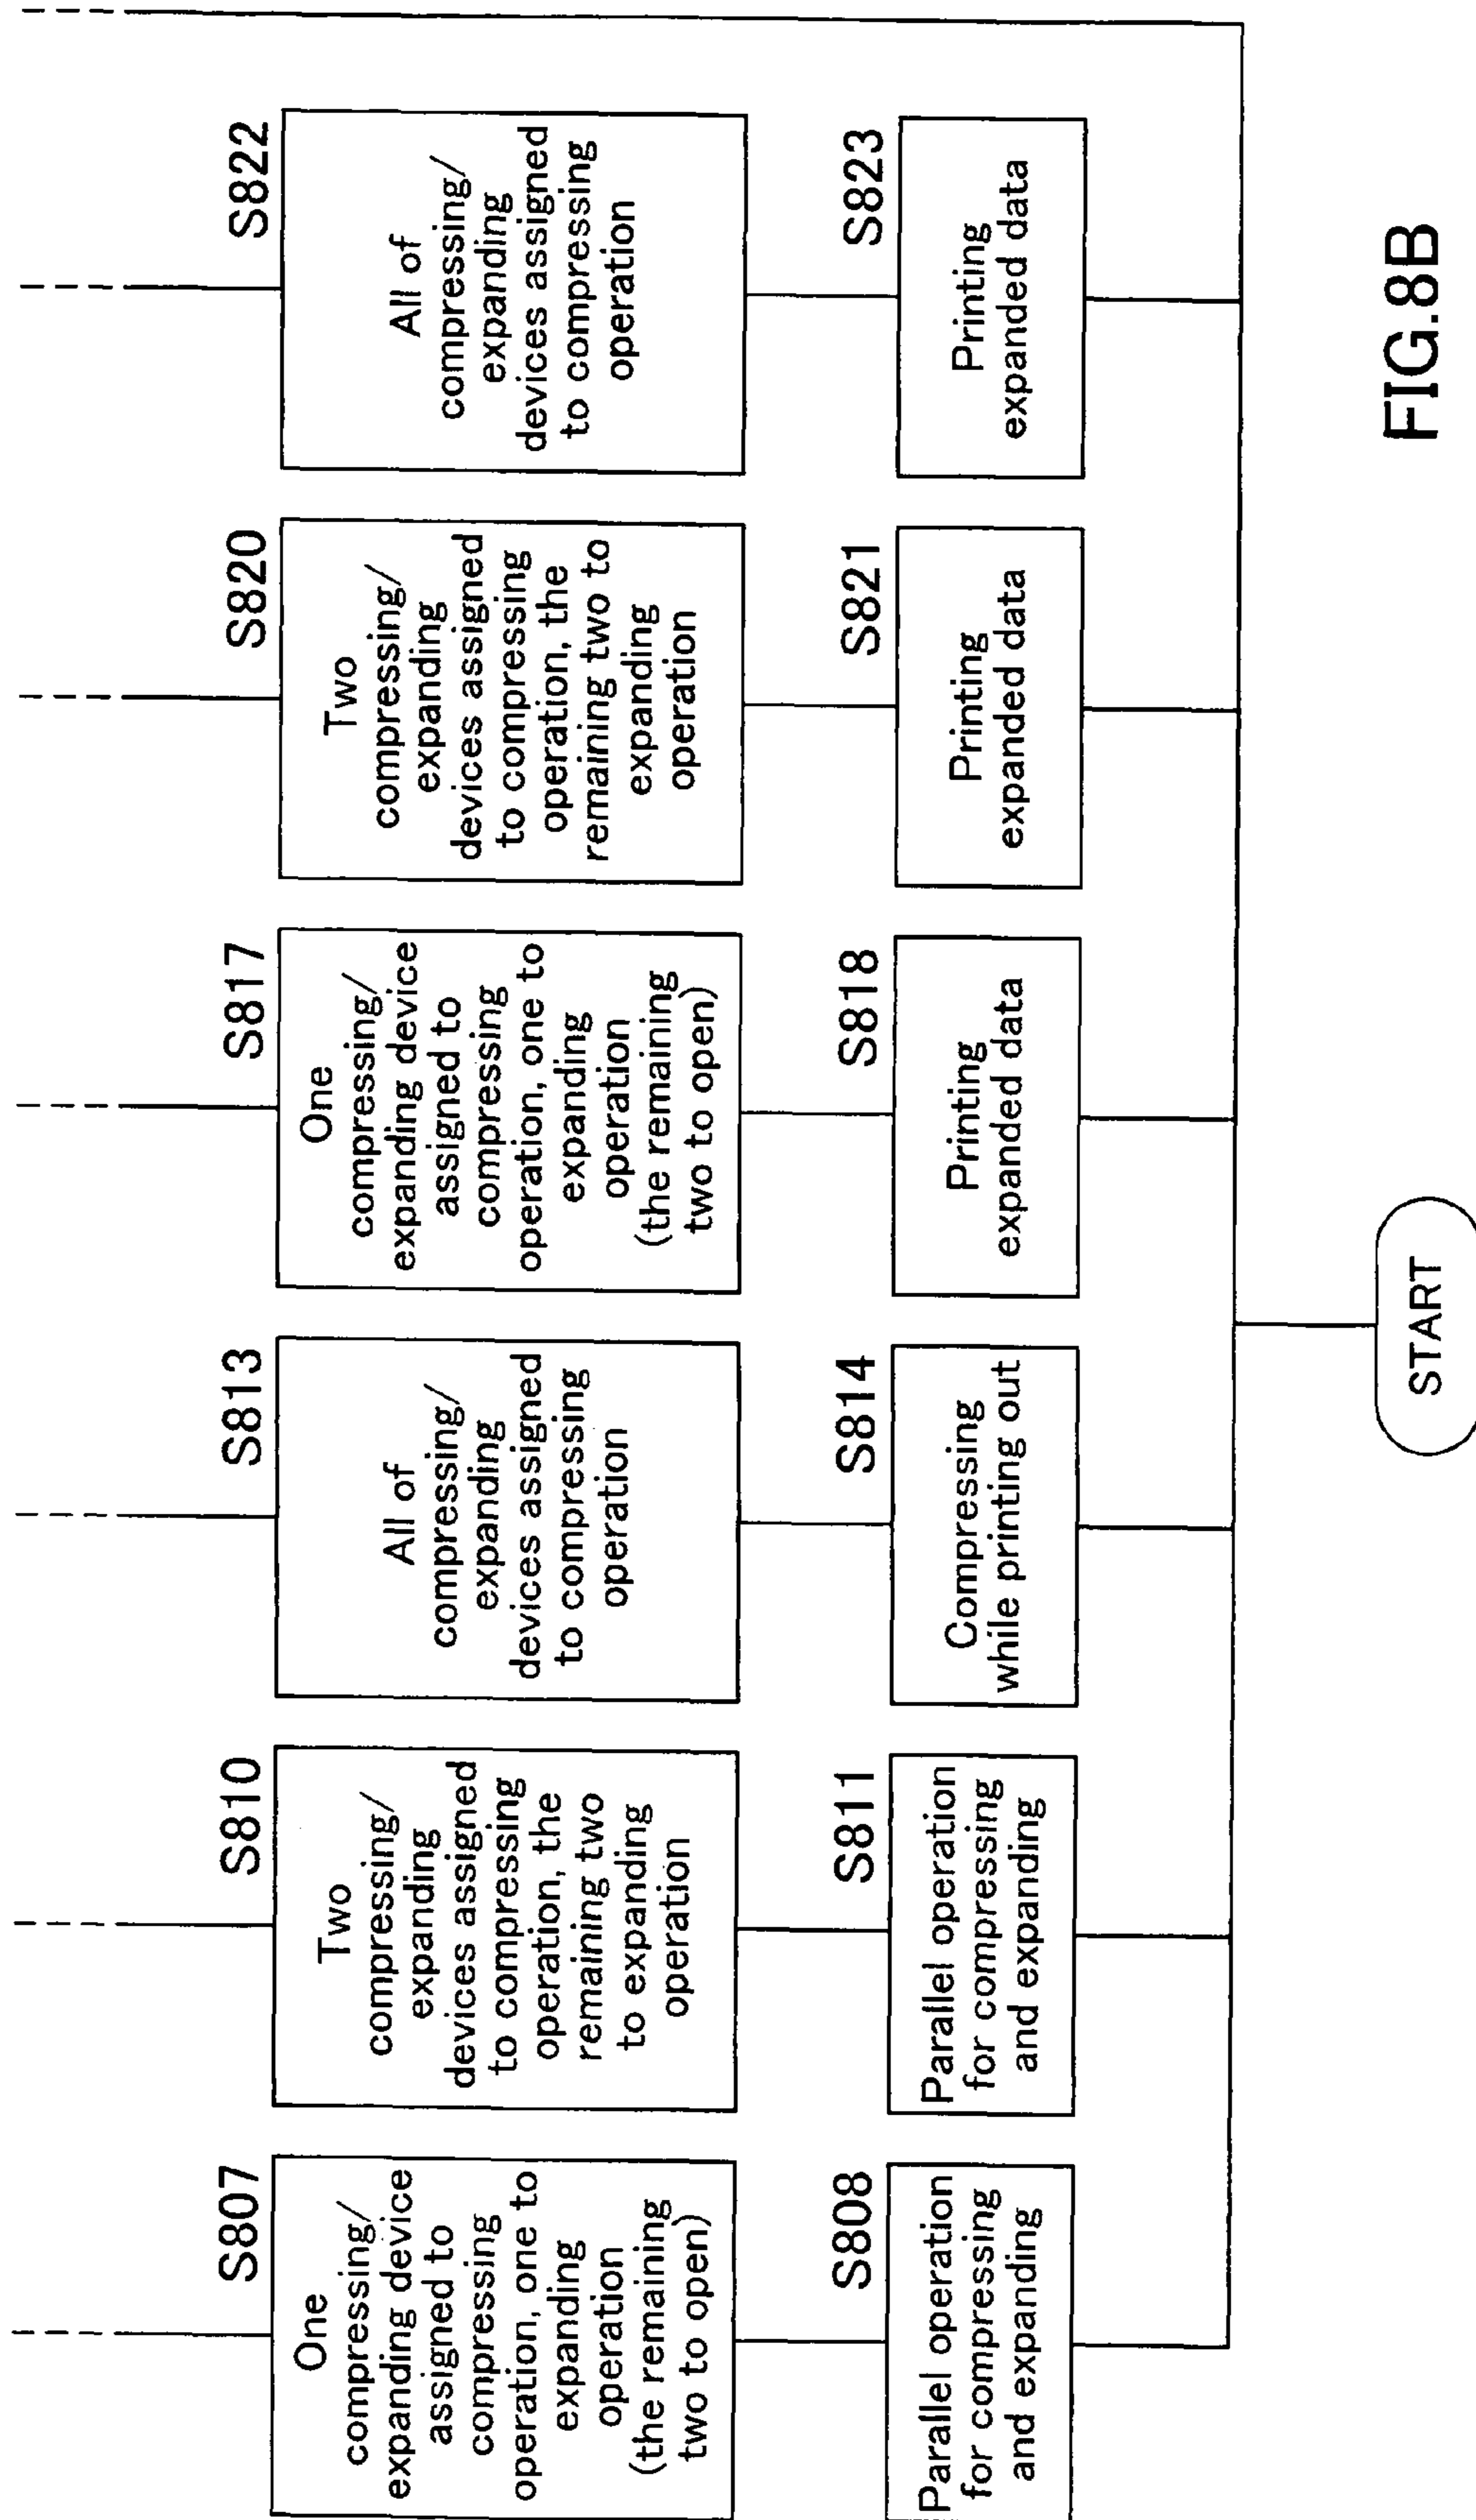 S807
One
compressing/
expanding device
assigned to
compressing
operation, one to
expanding
operation
(the remaining
two to open)
S808
Parallel operation
for compressing
and expanding
S810
Two
compressing/
expanding
devices assigned
to compressing
operation, the
remaining two
to expanding
operation
S811
Parallel operation
for compressing
and expanding
S813
All of
compressing/
expanding
devices assigned
to compressing
operation
S814
Compressing
while printing out
S817
One
compressing/
expanding device
assigned to
compressing
operation, one to
expanding
operation
(the remaining
two to open)
S818
Printing
expanded data
S820
Two
compressing/
expanding
devices assigned
to compressing
operation, the
remaining two to
expanding
operation
S821
Printing
expanded data
S822
All of
compressing/
expanding
devices assigned
to compressing
operation
S823
Printing
expanded data
START
FIG.8B